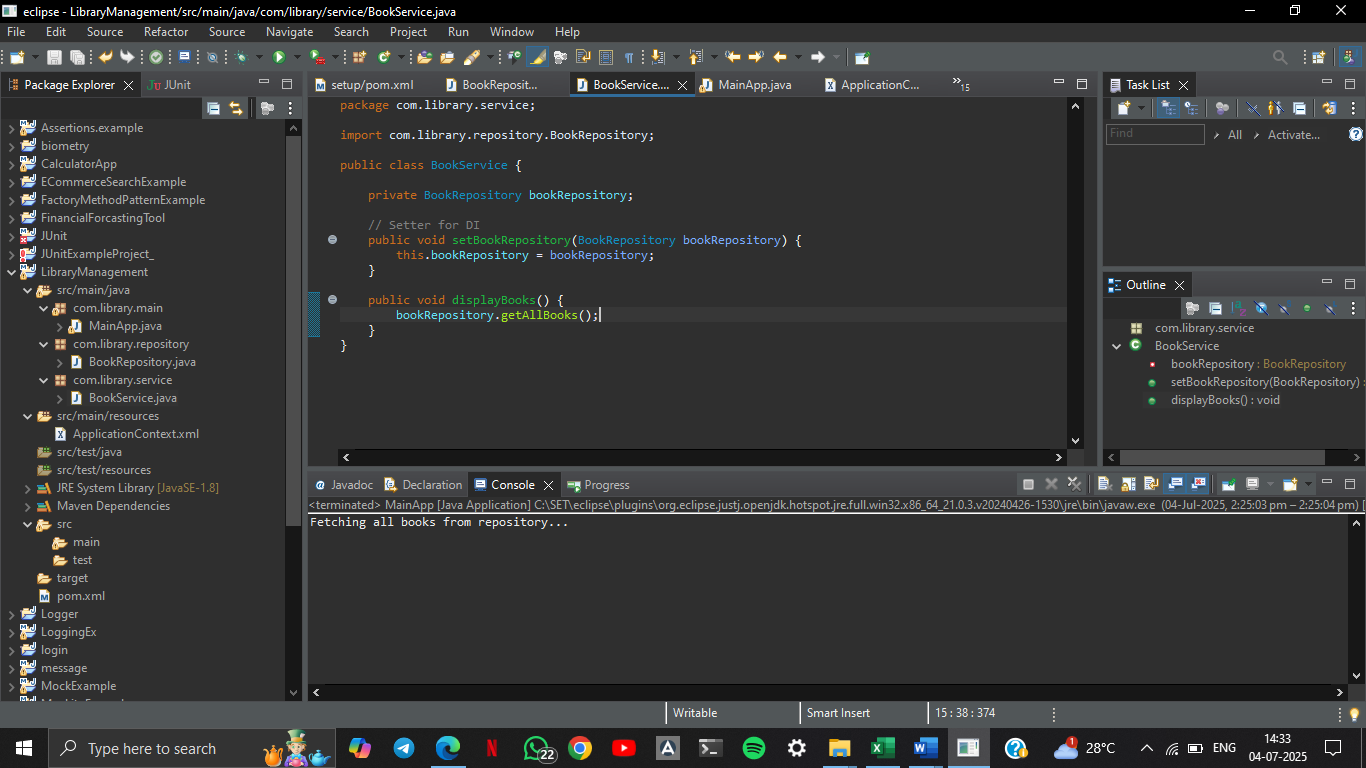 eclipse - LibraryManagement/src/main/java/com/library/service/BookService.java
File Edit Source Refactor Source Navigate Search Project Run Window Help
Package Explorer JUnit
Assertions.example
biometry
CalculatorApp
ECommerceSearchExample
FactoryMethodPatternExample
FinancialForcastingTool
JUnit
JUnitExampleProject_
LibraryManagement
src/main/java
com.library.main
MainApp.java
com.library.repository
BookRepository.java
com.library.service
BookService.java
src/main/resources
ApplicationContext.xml
src/test/java
src/test/resources
JRE System Library [JavaSE-1.8]
Maven Dependencies
src
main
test
target
pom.xml
Logger
LoggingEx
login
message
MockExample
setup/pom.xml BookReposit... BookService.... MainApp.java ApplicationC... 15
package com.library.service;
import com.library.repository.BookRepository;
public class BookService {
private BookRepository bookRepository;
// Setter for DI
public void setBookRepository(BookRepository bookRepository) {
this.bookRepository = bookRepository;
}
public void displayBooks() {
bookRepository.getAllBooks();
}
}
Task List
Find All Activate...
Outline
com.library.service
BookService
bookRepository : BookRepository
setBookRepository(BookRepository) :
displayBooks() : void
Javadoc Declaration Console Progress
<terminated> MainApp [Java Application] C:\SET\eclipse\plugins\org.eclipse.justj.openjdk.hotspot.jre.full.win32.x86_64_21.0.3.v20240426-1530\jre\bin\javaw.exe (04-Jul-2025, 2:25:03 pm – 2:25:04 pm) [
Fetching all books from repository...
Writable Smart Insert 15 : 38 : 374
Type here to search 22 28°C ENG 14:33
04-07-2025